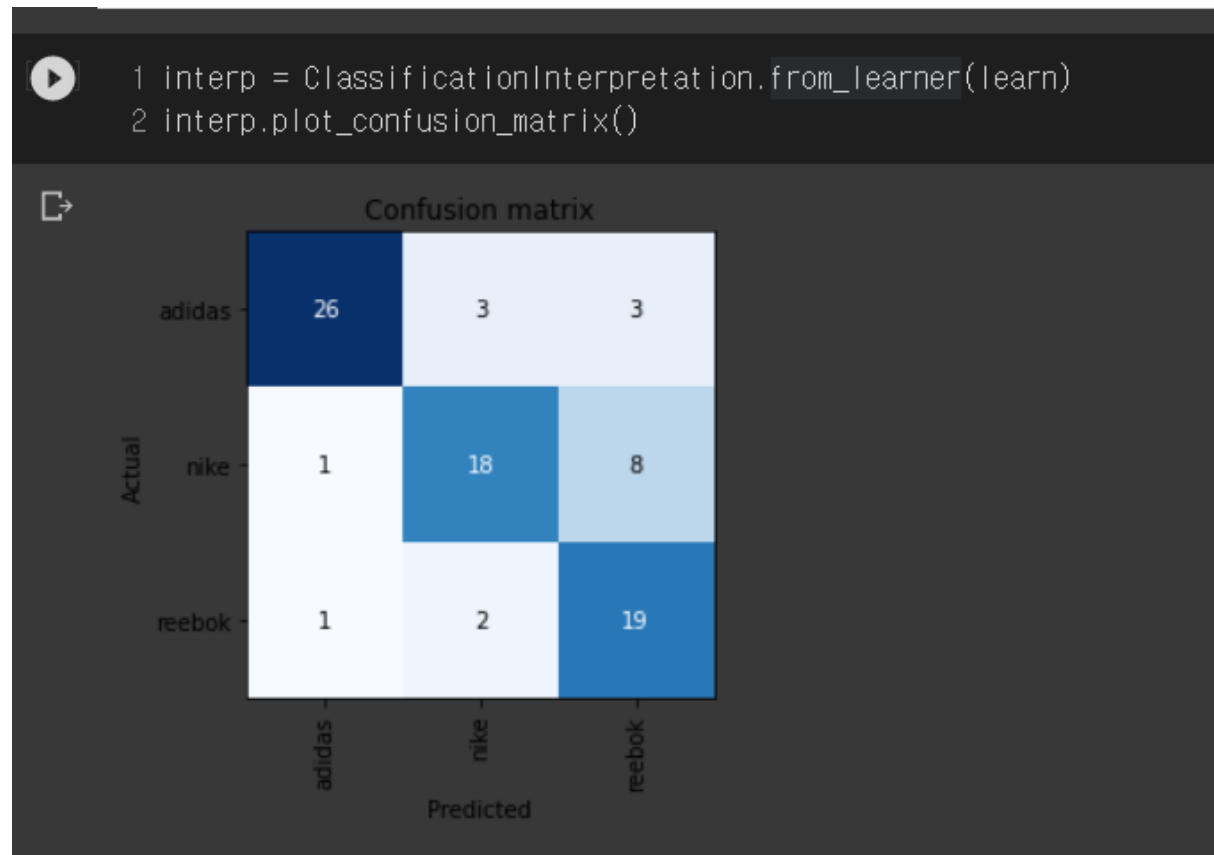 1 interp = ClassificationInterpretation.from_learner(learn)
2 interp.plot_confusion_matrix()
Confusion matrix
adidas
26
3
3
Actual
nike
1
18
8
reebok
1
2
19
adidas
nike
reebok
Predicted